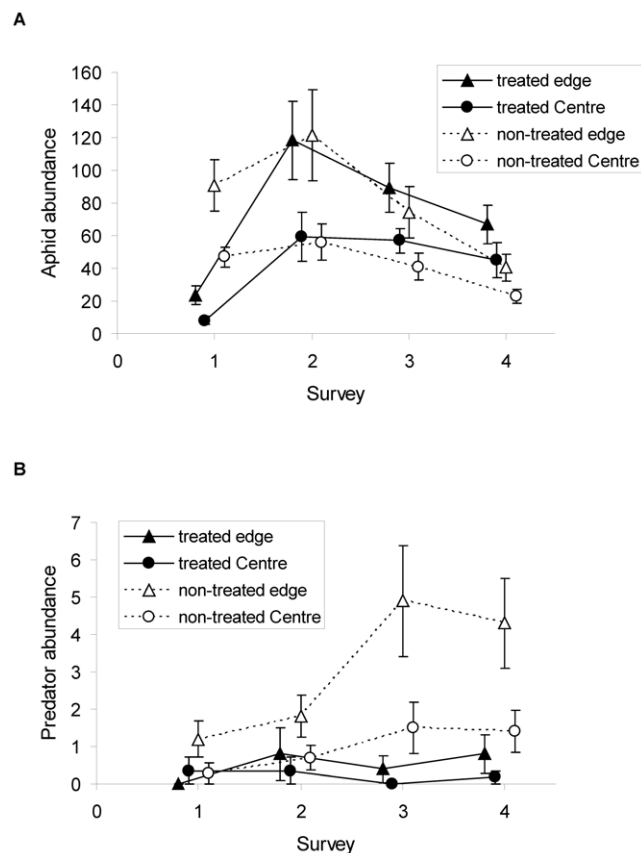 A
160
140
120
100
80
60
40
20
0
Aphid abundance
0 1 2 3 4
Survey
treated edge
treated Centre
non-treated edge
non-treated Centre
B
7
6
5
4
3
2
1
0
Predator abundance
0 1 2 3 4
Survey
treated edge
treated Centre
non-treated edge
non-treated Centre